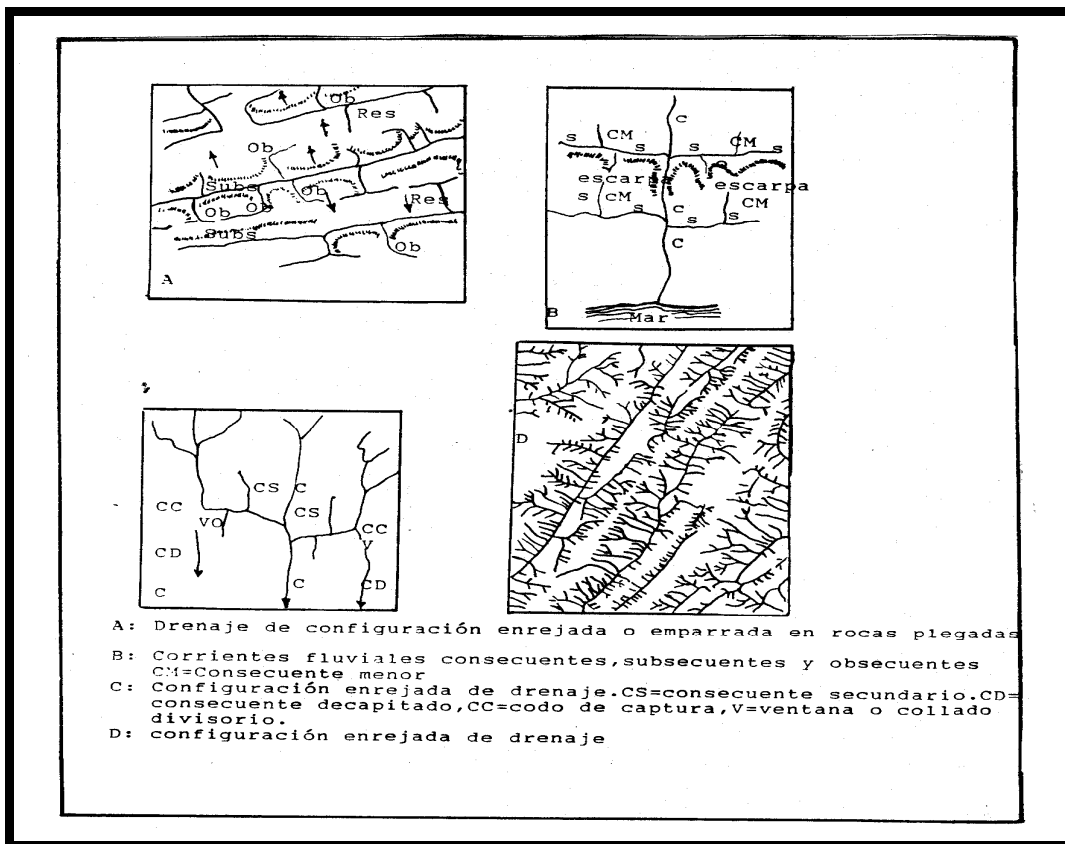 Ob
Res
Ob
Subs
Ob
Res
Ob Ob
Subs
Ob
A
C
S CM S S CM S
escarpa escarpa
S CM S C S S CM
C
B
Mar
D
CS C
CC VO CS
CC
V
CD
C CD
C
A: Drenaje de configuración enrejada o emparrada en rocas plegadas
B: Corrientes fluviales consecuentes,subsecuentes y obsecuentes
CM=Consecuente menor
C: Configuración enrejada de drenaje.CS=consecuente secundario.CD=
consecuente decapitado,CC=codo de captura,V=ventana o collado
divisorio.
D: configuración enrejada de drenaje